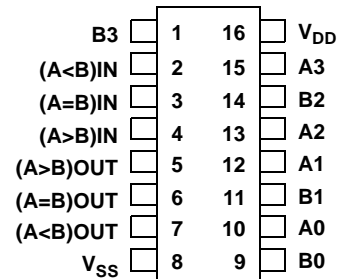 B3 1 16 VDD
(A<B)IN 2 15 A3
(A=B)IN 3 14 B2
(A>B)IN 4 13 A2
(A>B)OUT 5 12 A1
(A=B)OUT 6 11 B1
(A<B)OUT 7 10 A0
VSS 8 9 B0